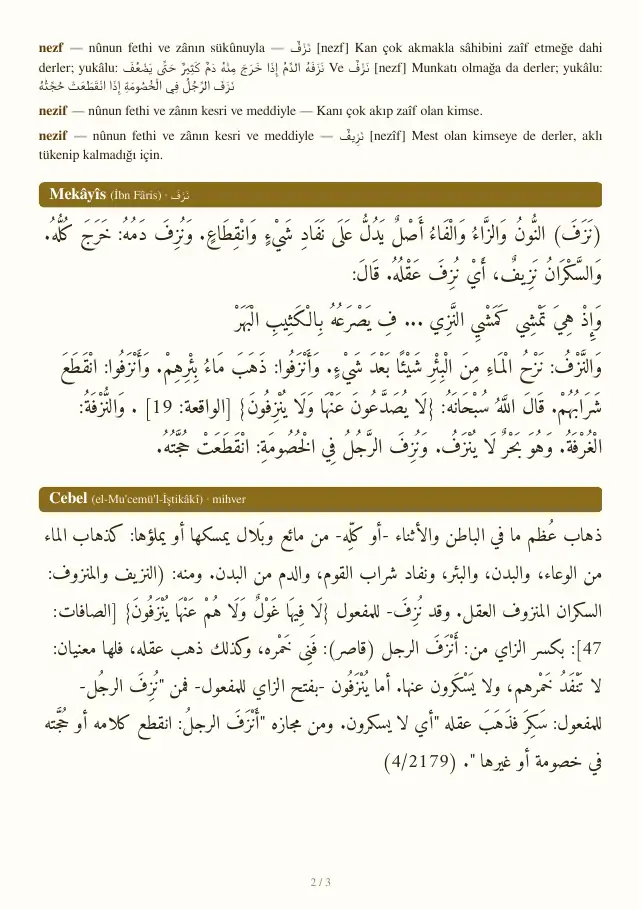 nezf — nûnun fethi ve zânın sükûnuyla — نَزْفٌ [nezf] Kan çok akmakla sâhibini zaîf etmeğe dahi
derler; yukâlu: نَزَفَهُ الدَّمُ إِذَا خَرَجَ مِنْهُ دَمٌ كَثِيرٌ حَتَّى يَضْعُفَ Ve نَزْفٌ [nezf] Munkatı olmağa da derler; yukâlu:
نَزَفَ الرَّجُلُ فِي الْخُصُومَةِ إِذَا انْقَطَعَتْ حُجَّتُهُ
nezif — nûnun fethi ve zânın kesri ve meddiyle — Kanı çok akıp zaîf olan kimse.
nezif — nûnun fethi ve zânın kesri ve meddiyle — نَزِيفٌ [nezîf] Mest olan kimseye de derler, aklı
tükenip kalmadığı için.
Mekâyîs (İbn Fâris) · نَزَفَ
(نَزَفَ) النُّونُ وَالزَّاءُ وَالْفَاءُ أَصْلٌ يَدُلُّ عَلَى نَفَادِ شَيْءٍ وَانْقِطَاعٍ. وَنُزِفَ دَمُهُ: خَرَجَ كُلُّهُ.
وَالسَّكْرَانُ نَزِيفٌ، أَيْ نُزِفَ عَقْلُهُ. قَالَ:
وَإِذْ هِيَ تَمْشِي كَمَشْيِ النَّزِي ... فِ يَصْرَعُهُ بِالْكَثِيبِ الْبَهَرْ
وَالنَّزْفُ: نَزْحُ الْمَاءِ مِنَ الْبِئْرِ شَيْئًا بَعْدَ شَيْءٍ. وَأَنْزَفُوا: ذَهَبَ مَاءُ بِئْرِهِمْ. وَأَنْزَفُوا: انْقَطَعَ
شَرَابُهُمْ. قَالَ اللَّهُ سُبْحَانَهُ: {لَا يُصَدَّعُونَ عَنْهَا وَلَا يُنْزِفُونَ} [الواقعة: 19] . وَالنُّزْفَةُ:
الْغُرْفَةُ. وَهُوَ بَحْرٌ لَا يُنْزَفُ. وَنُزِفَ الرَّجُلُ فِي الْخُصُومَةِ: انْقَطَعَتْ حُجَّتُهُ.
Cebel (el-Mu'cemü'l-İştikâkî) · mihver
ذهاب عُظم ما في الباطن والأثناء -أو كلّه- من مائع وبَلال يمسكها أو يملؤها: كذهاب الماء
من الوعاء، والبدن، والبئر، ونفاد شراب القوم، والدم من البدن. ومنه: (النزيف والمنزوف:
السكران المنزوف العقل. وقد نُزِفَ- للمفعول {لَا فِيهَا غَوْلٌ وَلَا هُمْ عَنْهَا يُنْزَفُونَ} [الصافات:
47]: بكسر الزاي من: أَنْزَفَ الرجل (قاصر): فَنِى خَمْره، وكذلك ذهب عقله، فلها معنيان:
لا تَنْفَدُ خَمْرهم، ولا يَسْكَرون عنها. أما يُنْزَفُون -بفتح الزاي للمفعول- فمن "نُزِفَ الرجُل-
للمفعول: سَكِرَ فذَهَبَ عقله "أي لا يسكرون. ومن مجازه "أَنْزَفَ الرجلُ: انقطع كلامه أو حُجَّته
في خصومة أو غيرها ". (4/2179)
2 / 3